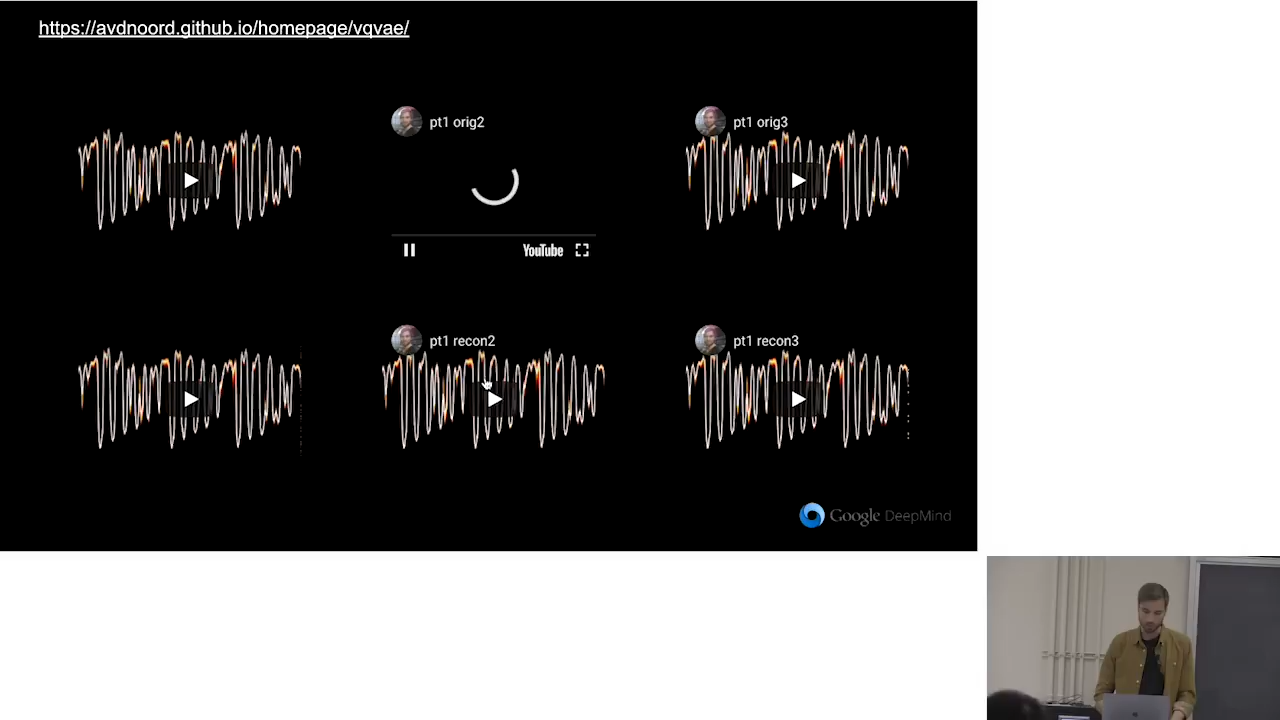 https://avdnoord.github.io/homepage/vqvae/
pt1 orig2
pt1 orig3
YouTube
pt1 recon2
pt1 recon3
Google DeepMind